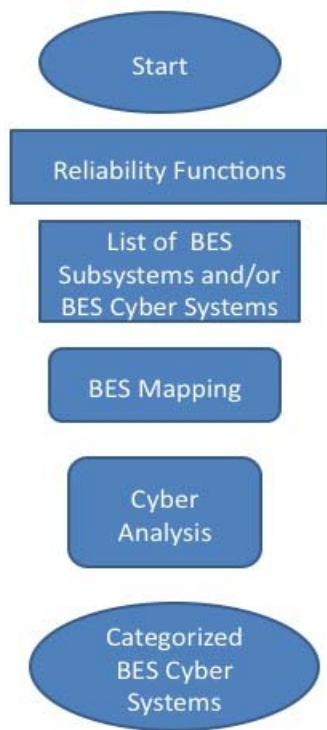 Start
Reliability Functions
List of BES
Subsystems and/or
BES Cyber Systems
BES Mapping
Cyber
Analysis
Categorized
BES Cyber
Systems